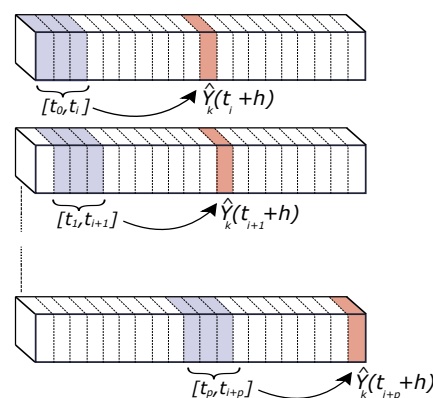 [t₀,tᵢ] Ŷₖ(tᵢ+h)
[t₁,tᵢ₊₁] Ŷₖ(tᵢ₊₁+h)
[tₚ,tᵢ₊ₚ] Ŷₖ(tᵢ₊ₚ+h)